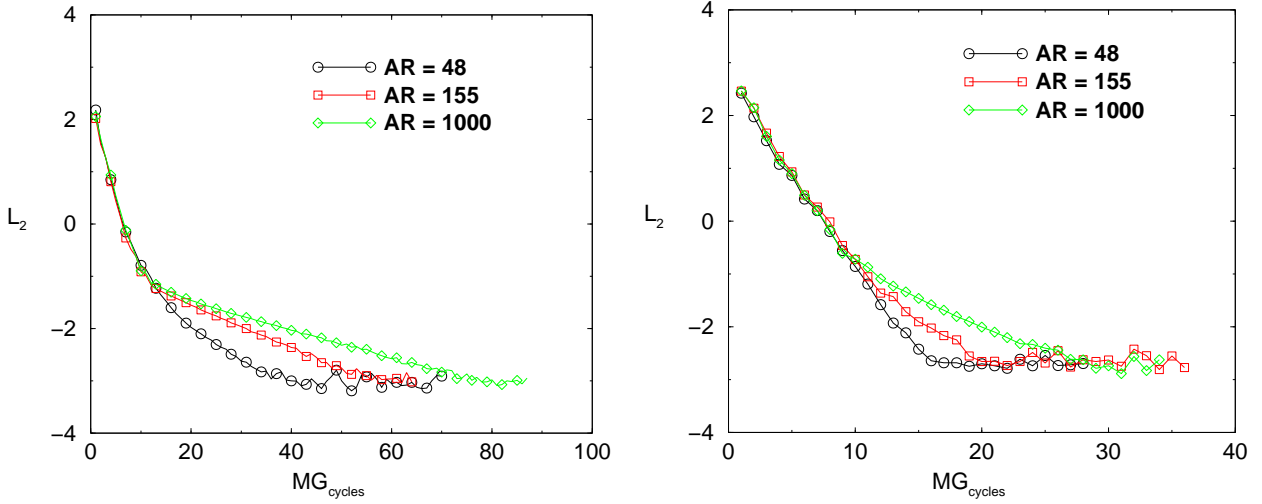 4
2
0
−2
−4
L2
0 20 40 60 80 100
MGcycles
AR = 48
AR = 155
AR = 1000
4
2
0
−2
−4
L2
0 10 20 30 40
MGcycles
AR = 48
AR = 155
AR = 1000